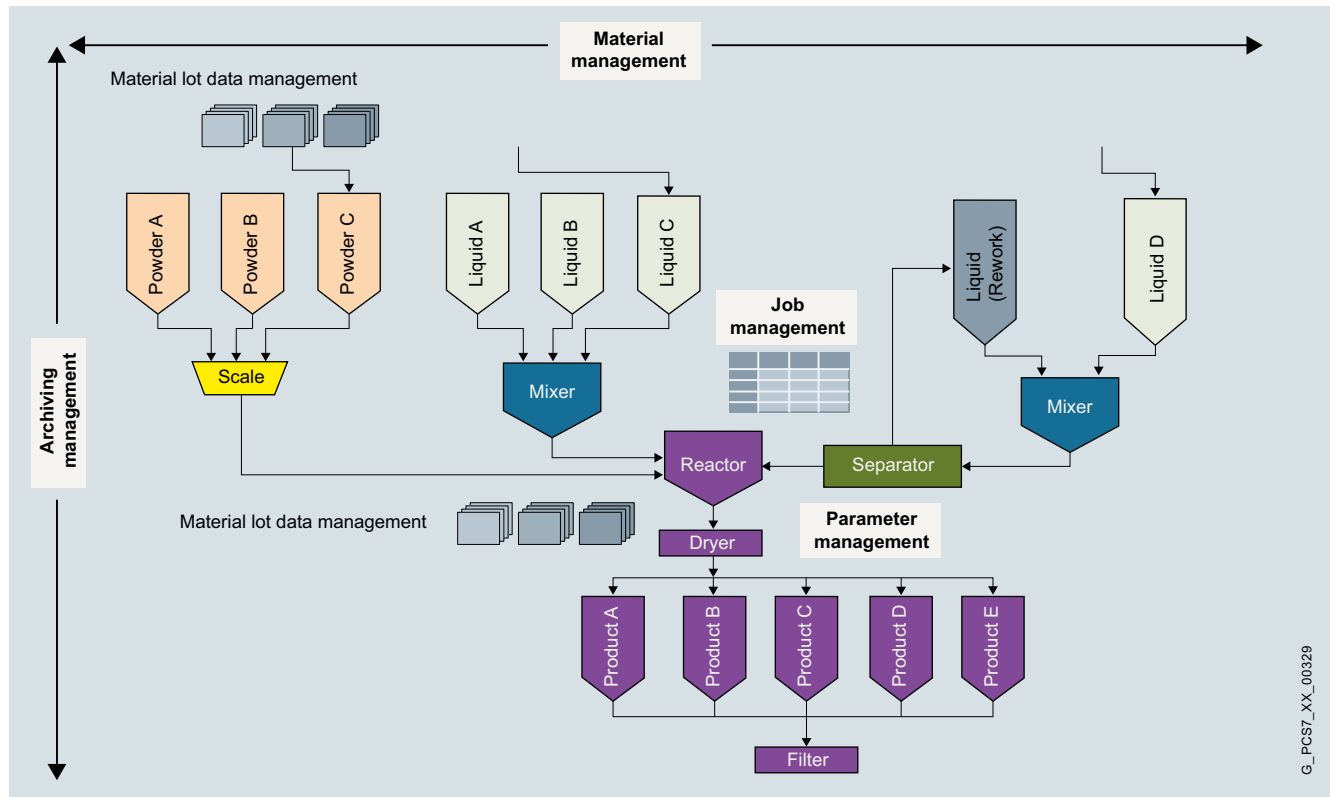 Material
management
Material lot data management
Powder A
Powder B
Powder C
Liquid A
Liquid B
Liquid C
Liquid
(Rework)
Liquid D
Job
management
Archiving
management
Scale
Mixer
Mixer
Reactor
Separator
Material lot data management
Parameter
management
Dryer
Product A
Product B
Product C
Product D
Product E
Filter
G_PCS7_XX_00329